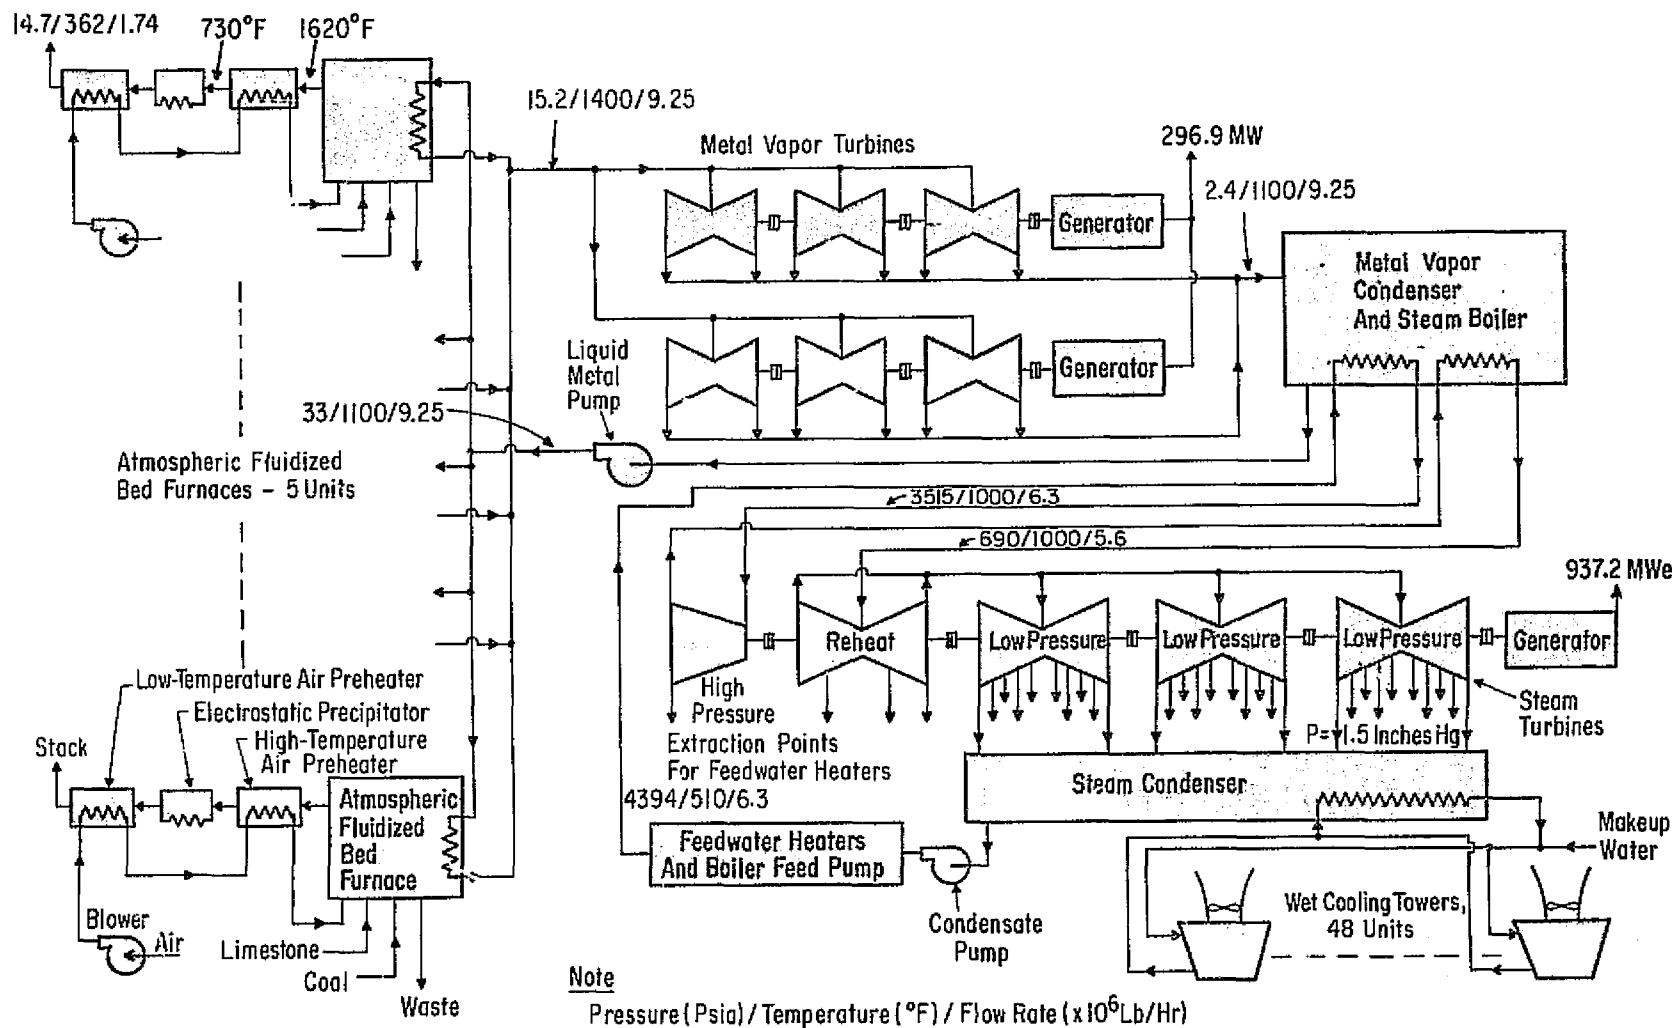 14.7/362/1.74
730°F
1620°F
15.2/1400/9.25
Metal Vapor Turbines
296.9 MW
2.4/1100/9.25
Generator
Metal Vapor
Condenser
And Steam Boiler
Generator
Liquid
Metal
Pump
33/1100/9.25
Atmospheric Fluidized
Bed Furnaces - 5 Units
3515/1000/6.3
690/1000/5.6
937.2 MWe
Reheat
Low Pressure
Low Pressure
Low Pressure
Generator
High
Pressure
Steam
Turbines
Extraction Points
For Feedwater Heaters
P= 1.5 Inches Hg
Low-Temperature Air Preheater
Electrostatic Precipitator
High-Temperature
Air Preheater
Stack
Atmospheric
Fluidized
Bed
Furnace
4394/510/6.3
Steam Condenser
Feedwater Heaters
And Boiler Feed Pump
Makeup
Water
Condensate
Pump
Wet Cooling Towers,
48 Units
Blower
Air
Limestone
Coal
Waste
Note
Pressure (Psia) / Temperature (°F) / Flow Rate (x10⁶Lb/Hr)